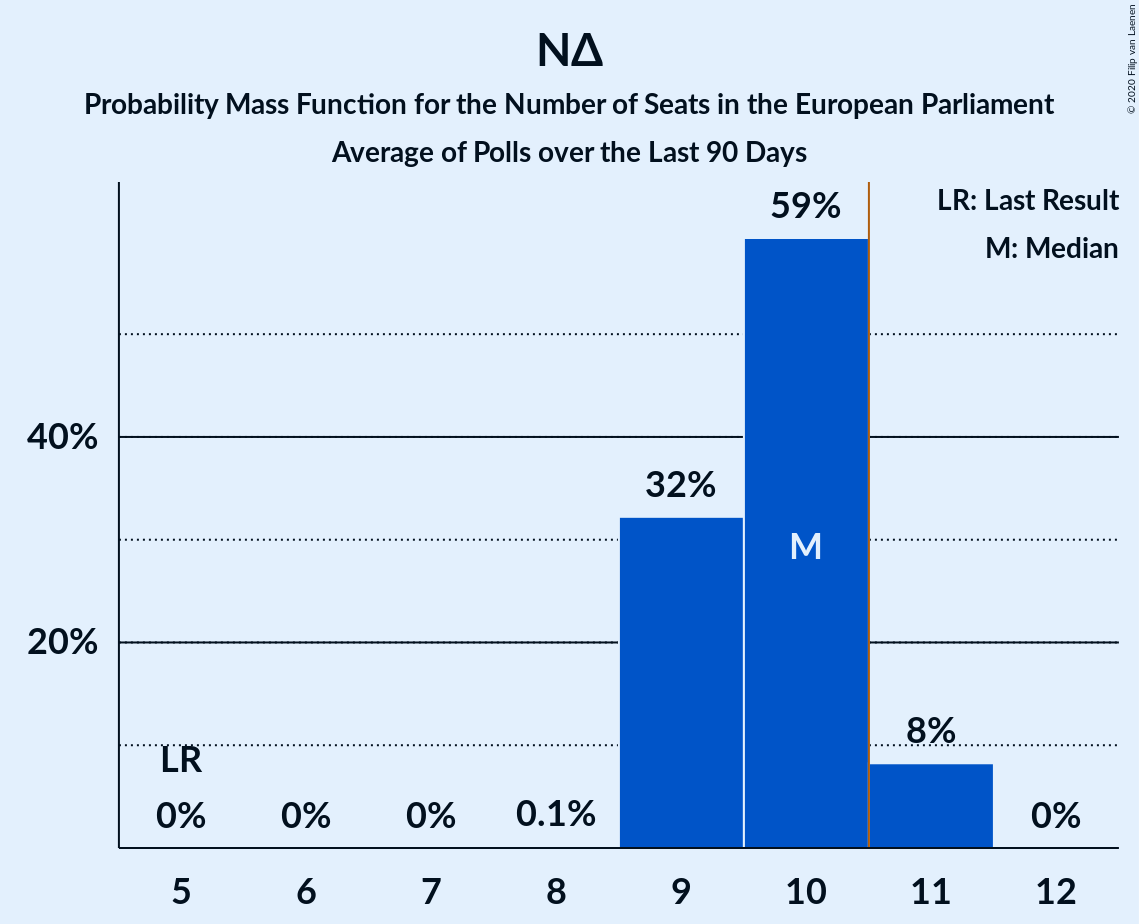 ΝΔ
Probability Mass Function for the Number of Seats in the European Parliament
Average of Polls over the Last 90 Days
© 2020 Filip van Laenen
LR: Last Result
M: Median
59%
40%
32%
M
20%
8%
LR
0%
0%
0%
0.1%
0%
5
6
7
8
9
10
11
12